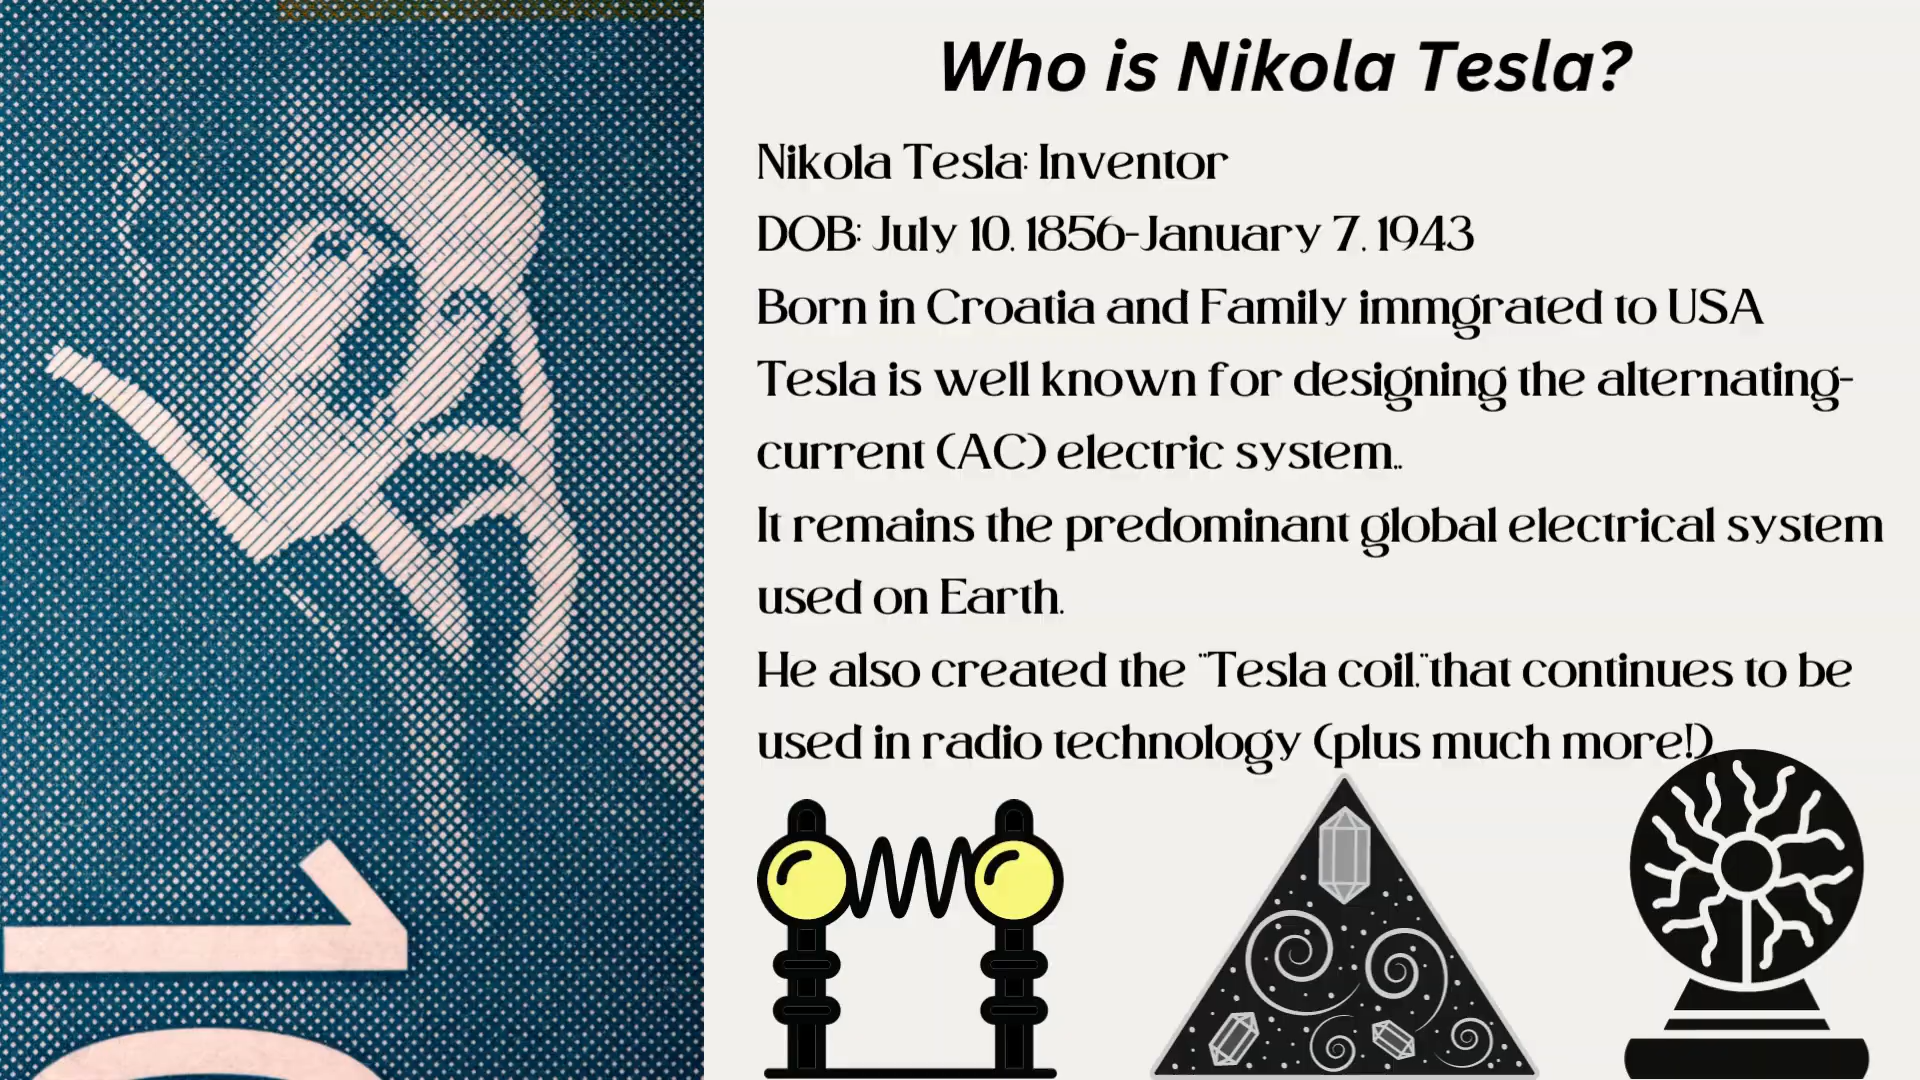 Who is Nikola Tesla?
Nikola Tesla: Inventor
DOB: July 10, 1856-January 7, 1943
Born in Croatia and Family immgrated to USA
Tesla is well known for designing the alternating-
current (AC) electric system..
It remains the predominant global electrical system
used on Earth.
He also created the "Tesla coil,"that continues to be
used in radio technology (plus much more!)
10